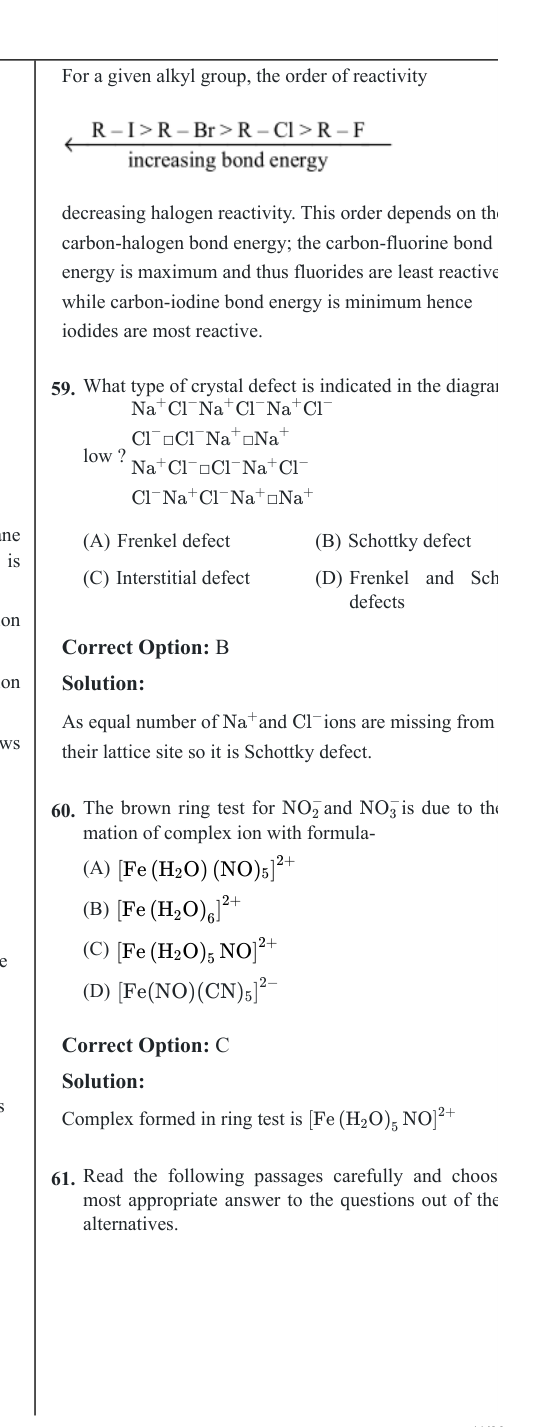 For a given alkyl group, the order of reactivity
R – I > R – Br > R – Cl > R – F
increasing bond energy
decreasing halogen reactivity. This order depends on the
carbon-halogen bond energy; the carbon-fluorine bond
energy is maximum and thus fluorides are least reactive
while carbon-iodine bond energy is minimum hence
iodides are most reactive.
59. What type of crystal defect is indicated in the diagra
Na⁺Cl⁻Na⁺Cl⁻Na⁺Cl⁻
Cl⁻□Cl⁻Na⁺□Na⁺
low ?
Na⁺Cl⁻□Cl⁻Na⁺Cl⁻
Cl⁻Na⁺Cl⁻Na⁺□Na⁺
(A) Frenkel defect (B) Schottky defect
(C) Interstitial defect (D) Frenkel and Sch
defects
Correct Option: B
Solution:
As equal number of Na⁺and Cl⁻ions are missing from
their lattice site so it is Schottky defect.
60. The brown ring test for NO₂⁻and NO₃⁻is due to the
mation of complex ion with formula-
(A) [Fe (H₂O) (NO)₅]²⁺
(B) [Fe (H₂O)₆]²⁺
(C) [Fe (H₂O)₅ NO]²⁺
(D) [Fe(NO)(CN)₅]²⁻
Correct Option: C
Solution:
Complex formed in ring test is [Fe (H₂O)₅ NO]²⁺
61. Read the following passages carefully and choos
most appropriate answer to the questions out of the
alternatives.
ne
is
on
on
ws
e
s